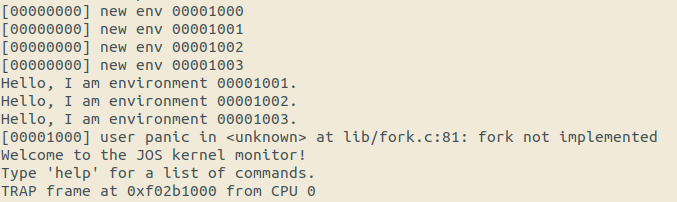 [00000000] new env 00001000
[00000000] new env 00001001
[00000000] new env 00001002
[00000000] new env 00001003
Hello, I am environment 00001001.
Hello, I am environment 00001002.
Hello, I am environment 00001003.
[00001000] user panic in <unknown> at lib/fork.c:81: fork not implemented
Welcome to the JOS kernel monitor!
Type 'help' for a list of commands.
TRAP frame at 0xf02b1000 from CPU 0